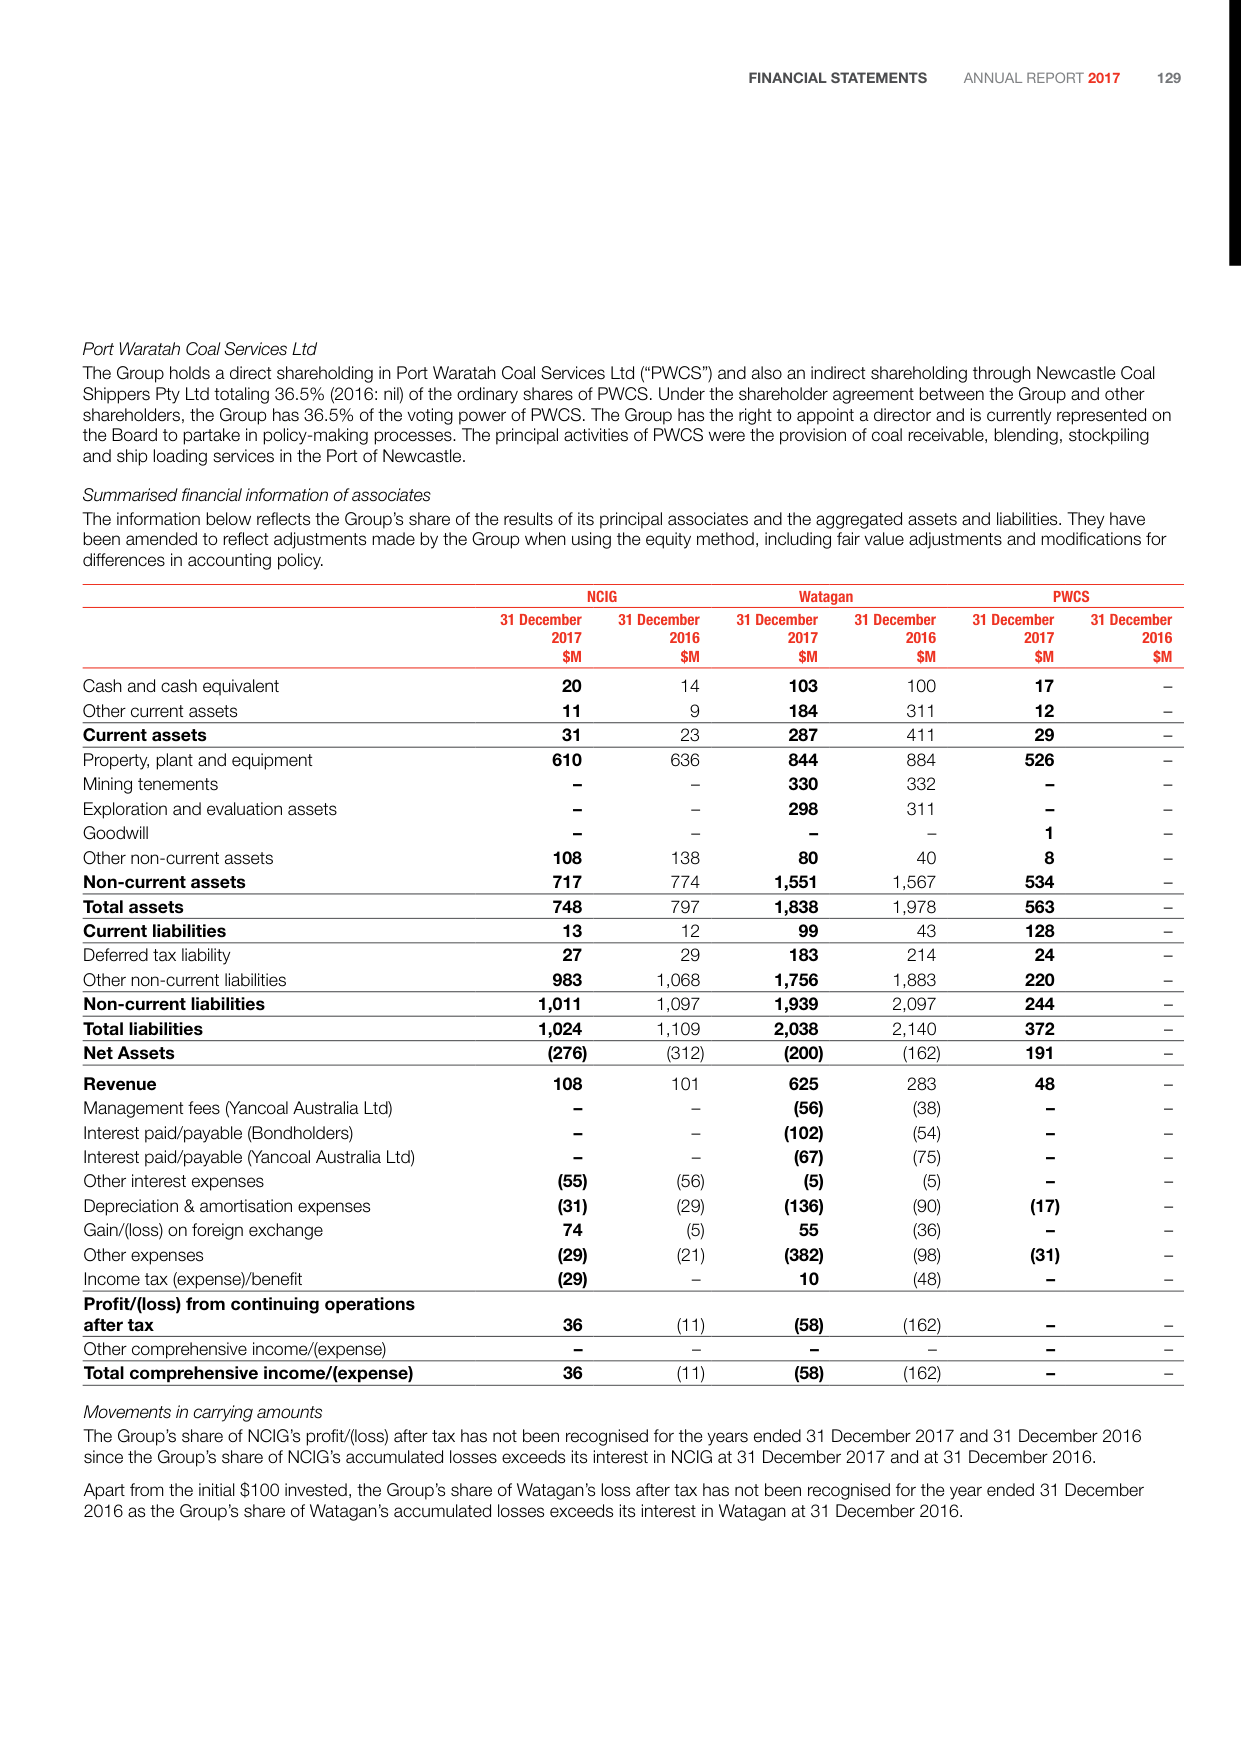 FINANCIAL STATEMENTS ANNUAL REPORT 2017 129
Port Waratah Coal Services Ltd
The Group holds a direct shareholding in Port Waratah Coal Services Ltd (“PWCS”) and also an indirect shareholding through Newcastle Coal
Shippers Pty Ltd totaling 36.5% (2016: nil) of the ordinary shares of PWCS. Under the shareholder agreement between the Group and other
shareholders, the Group has 36.5% of the voting power of PWCS. The Group has the right to appoint a director and is currently represented on
the Board to partake in policy-making processes. The principal activities of PWCS were the provision of coal receivable, blending, stockpiling
and ship loading services in the Port of Newcastle.
Summarised financial information of associates
The information below reflects the Group’s share of the results of its principal associates and the aggregated assets and liabilities. They have
been amended to reflect adjustments made by the Group when using the equity method, including fair value adjustments and modifications for
differences in accounting policy.
NCIG Watagan PWCS
31 December 31 December 31 December 31 December 31 December 31 December
2017 2016 2017 2016 2017 2016
$M $M $M $M $M $M
Cash and cash equivalent 20 14 103 100 17 –
Other current assets 11 9 184 311 12 –
Current assets 31 23 287 411 29 –
Property, plant and equipment 610 636 844 884 526 –
Mining tenements – – 330 332 – –
Exploration and evaluation assets – – 298 311 – –
Goodwill – – – – 1 –
Other non-current assets 108 138 80 40 8 –
Non-current assets 717 774 1,551 1,567 534 –
Total assets 748 797 1,838 1,978 563 –
Current liabilities 13 12 99 43 128 –
Deferred tax liability 27 29 183 214 24 –
Other non-current liabilities 983 1,068 1,756 1,883 220 –
Non-current liabilities 1,011 1,097 1,939 2,097 244 –
Total liabilities 1,024 1,109 2,038 2,140 372 –
Net Assets (276) (312) (200) (162) 191 –
Revenue 108 101 625 283 48 –
Management fees (Yancoal Australia Ltd) – – (56) (38) – –
Interest paid/payable (Bondholders) – – (102) (54) – –
Interest paid/payable (Yancoal Australia Ltd) – – (67) (75) – –
Other interest expenses (55) (56) (5) (5) – –
Depreciation & amortisation expenses (31) (29) (136) (90) (17) –
Gain/(loss) on foreign exchange 74 (5) 55 (36) – –
Other expenses (29) (21) (382) (98) (31) –
Income tax (expense)/benefit (29) – 10 (48) – –
Profit/(loss) from continuing operations
after tax 36 (11) (58) (162) – –
Other comprehensive income/(expense) – – – – – –
Total comprehensive income/(expense) 36 (11) (58) (162) – –
Movements in carrying amounts
The Group’s share of NCIG’s profit/(loss) after tax has not been recognised for the years ended 31 December 2017 and 31 December 2016
since the Group’s share of NCIG’s accumulated losses exceeds its interest in NCIG at 31 December 2017 and at 31 December 2016.
Apart from the initial $100 invested, the Group’s share of Watagan’s loss after tax has not been recognised for the year ended 31 December
2016 as the Group’s share of Watagan’s accumulated losses exceeds its interest in Watagan at 31 December 2016.